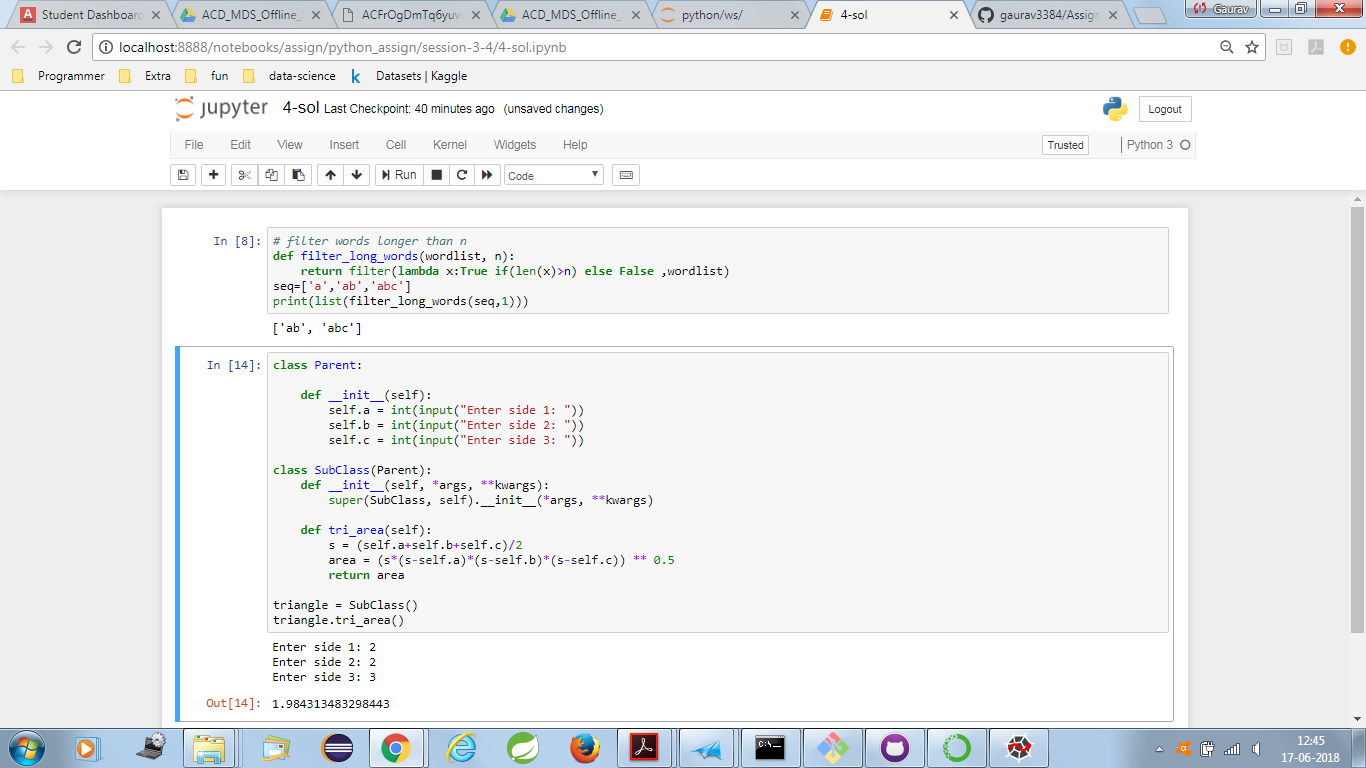 Student Dashboard
ACD_MDS_Offline_
ACFrOgDmTq6yuv
ACD_MDS_Offline_
python/ws/
4-sol
gaurav3384/Assign
Gaurav
localhost:8888/notebooks/assign/python_assign/session-3-4/4-sol.ipynb
Programmer
Extra
fun
data-science
Datasets | Kaggle
jupyter
4-sol Last Checkpoint: 40 minutes ago (unsaved changes)
Logout
File Edit View Insert Cell Kernel Widgets Help
Trusted
Python 3
Run
Code
In [8]:
# filter words longer than n
def filter_long_words(wordlist, n):
    return filter(lambda x:True if(len(x)>n) else False ,wordlist)
seq=['a','ab','abc']
print(list(filter_long_words(seq,1)))
['ab', 'abc']
In [14]:
class Parent:
    def __init__(self):
        self.a = int(input("Enter side 1: "))
        self.b = int(input("Enter side 2: "))
        self.c = int(input("Enter side 3: "))
class SubClass(Parent):
    def __init__(self, *args, **kwargs):
        super(SubClass, self).__init__(*args, **kwargs)
    def tri_area(self):
        s = (self.a+self.b+self.c)/2
        area = (s*(s-self.a)*(s-self.b)*(s-self.c)) ** 0.5
        return area
triangle = SubClass()
triangle.tri_area()
Enter side 1: 2
Enter side 2: 2
Enter side 3: 3
Out[14]: 1.984313483298443
12:45
17-06-2018